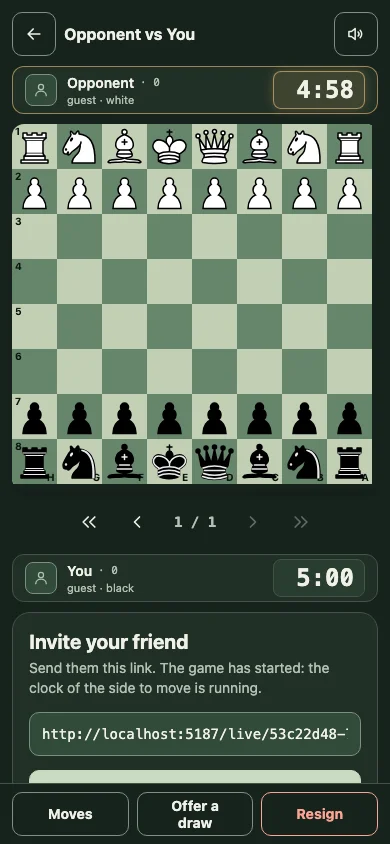 Opponent vs You
Opponent · 0
guest · white
4:58
1
2
3
4
5
6
7
8
H G F E D C B A
1 / 1
You · 0
guest · black
5:00
Invite your friend
Send them this link. The game has started: the
clock of the side to move is running.
http://localhost:5187/live/53c22d48-
Moves
Offer a
draw
Resign